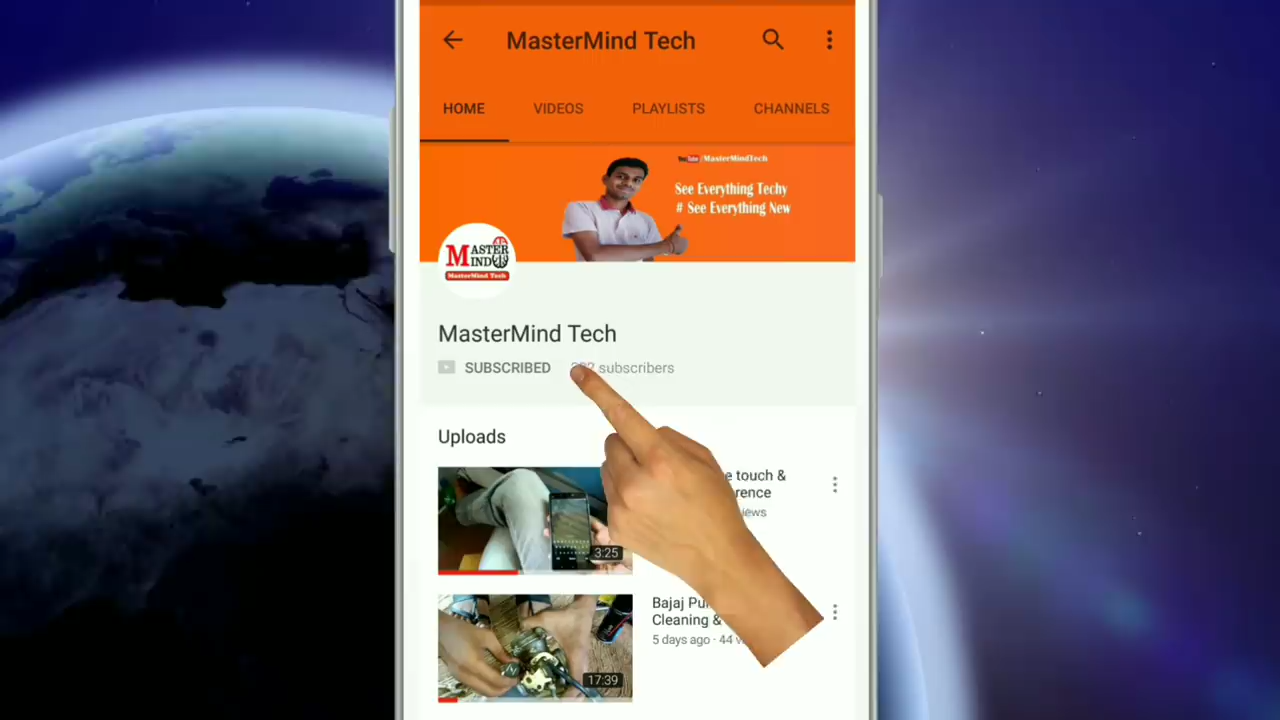 MasterMind Tech
HOME VIDEOS PLAYLISTS CHANNELS
YouTube /MasterMindTech
See Everything Techy
# See Everything New
MASTER
MIND
MasterMind Tech
MasterMind Tech
SUBSCRIBED subscribers
Uploads
touch &
3:25
Bajaj
Cleaning &
5 days ago · 44
17:39